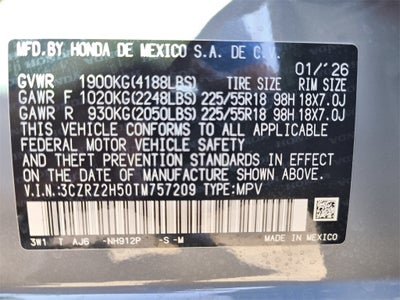 MFD.BY HONDA DE MEXICO S.A. DE C.V.
01/'26
GVWR 1900KG(4188LBS) TIRE SIZE RIM SIZE
GAWR F 1020KG(2248LBS) 225/55R18 98H 18X7.0J
GAWR R 930KG(2050LBS) 225/55R18 98H 18X7.0J
THIS VEHICLE CONFORMS TO ALL APPLICABLE
FEDERAL MOTOR VEHICLE SAFETY STANDARDS IN EFFECT
ON THE DATE OF MANUFACTURE SHOWN ABOVE.
V.I.N.:3CZRZ2H50TM757209 TYPE:MPV
3W1 T AJ6 -NH912P -S -M
MADE IN MEXICO